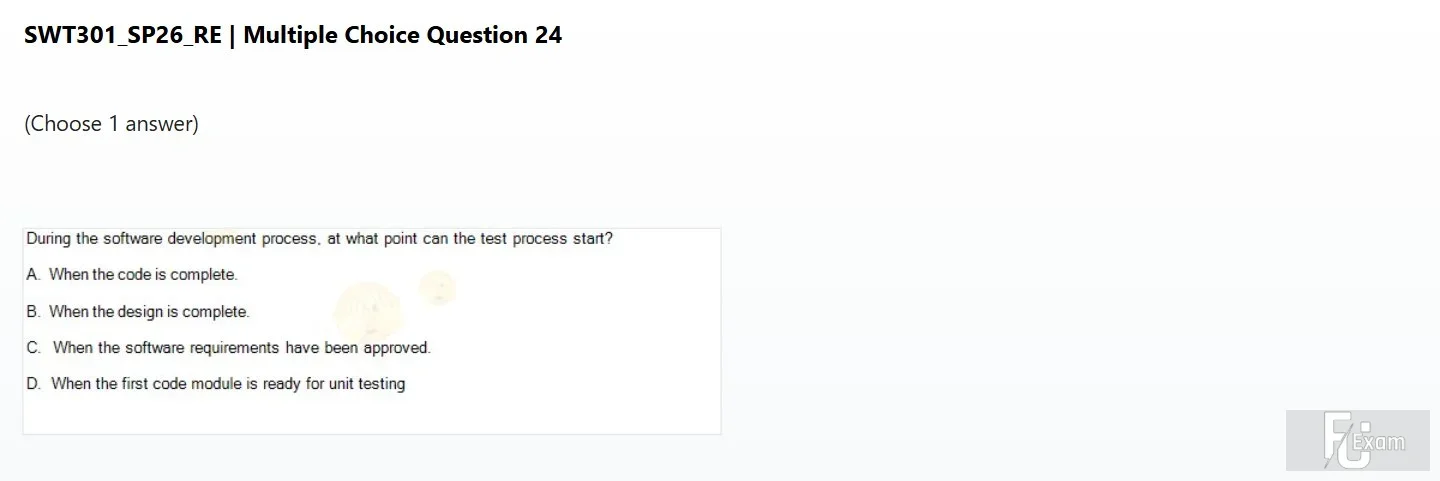 SWT301_SP26_RE | Multiple Choice Question 24
(Choose 1 answer)
During the software development process, at what point can the test process start?
A. When the code is complete.
B. When the design is complete.
C. When the software requirements have been approved.
D. When the first code module is ready for unit testing
FU Exam